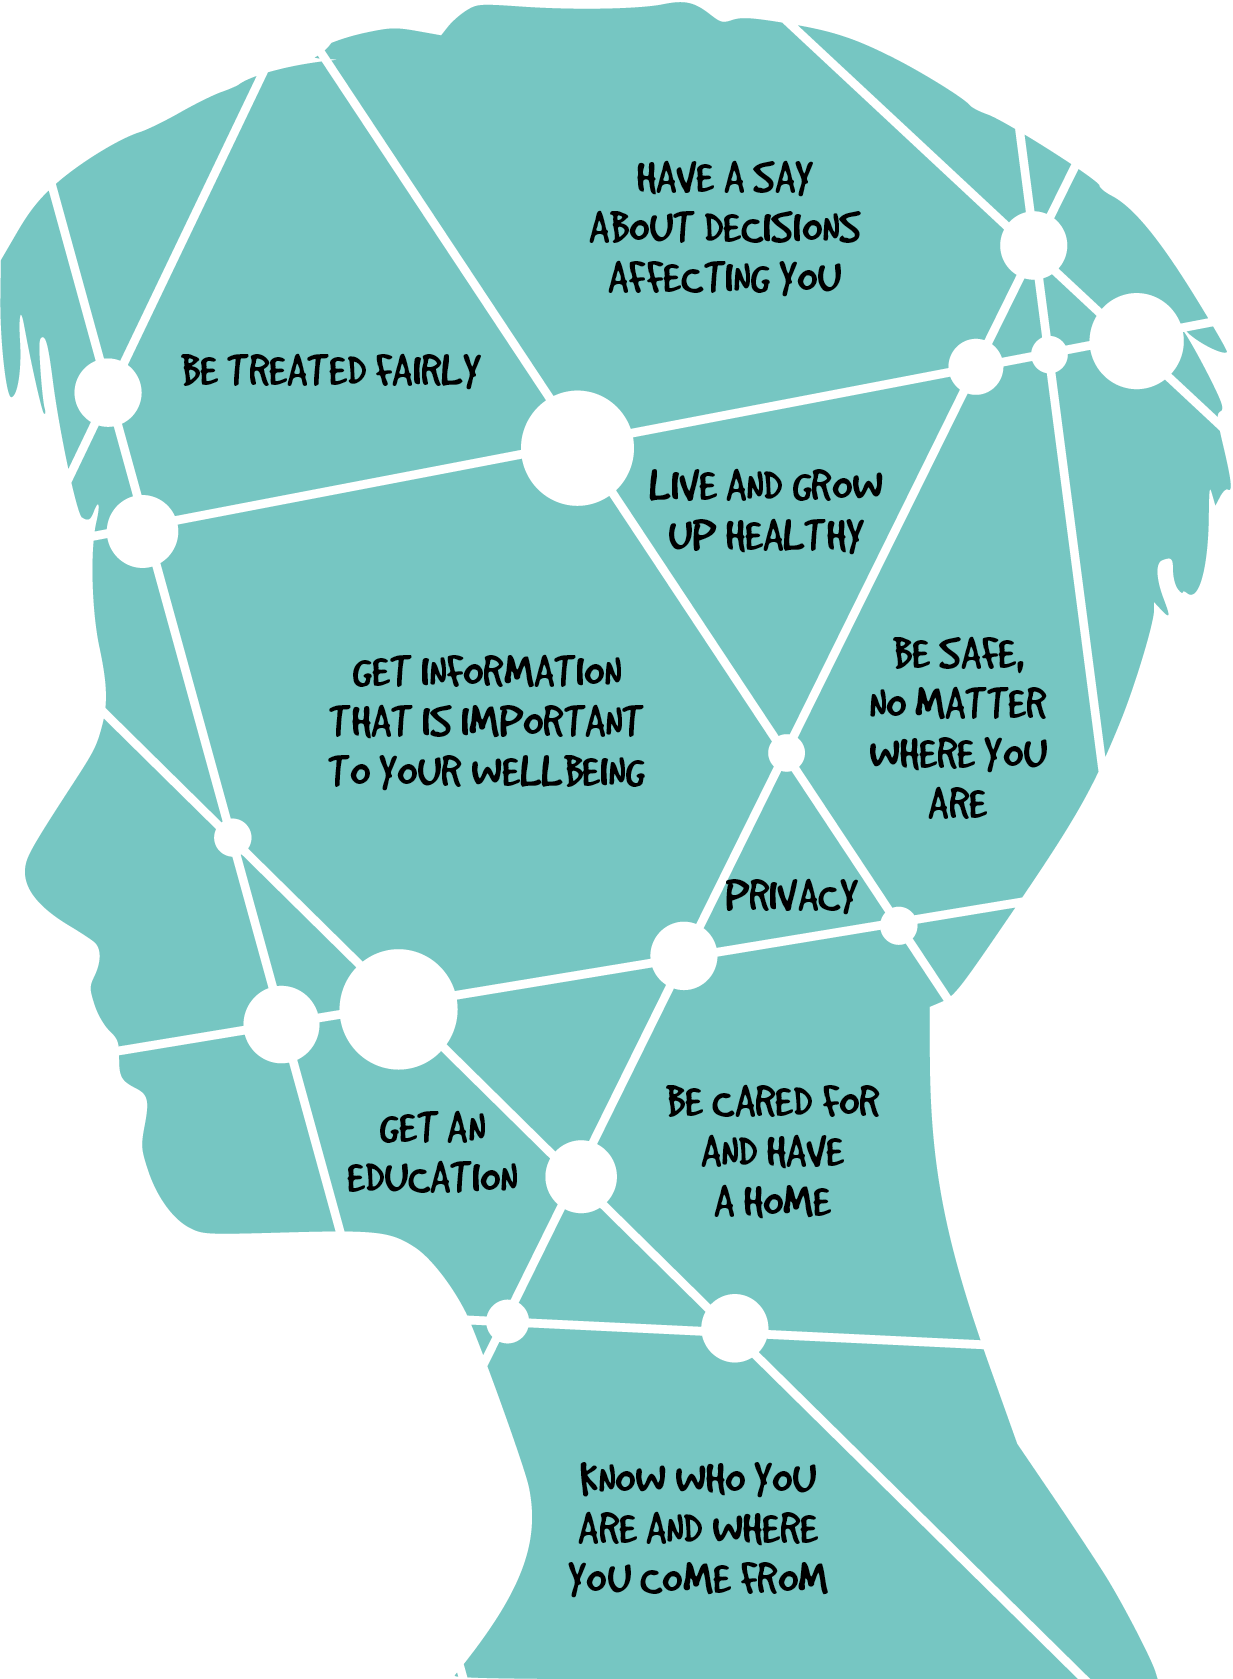 HAVE A SAY
ABOUT DECISIONS
AFFECTING YOU
BE TREATED FAIRLY
LIVE AND GROW
UP HEALTHY
GET INFORMATION
THAT IS IMPORTANT
TO YOUR WELLBEING
BE SAFE,
NO MATTER
WHERE YOU
ARE
PRIVACY
GET AN
EDUCATION
BE CARED FOR
AND HAVE
A HOME
KNOW WHO YOU
ARE AND WHERE
YOU COME FROM